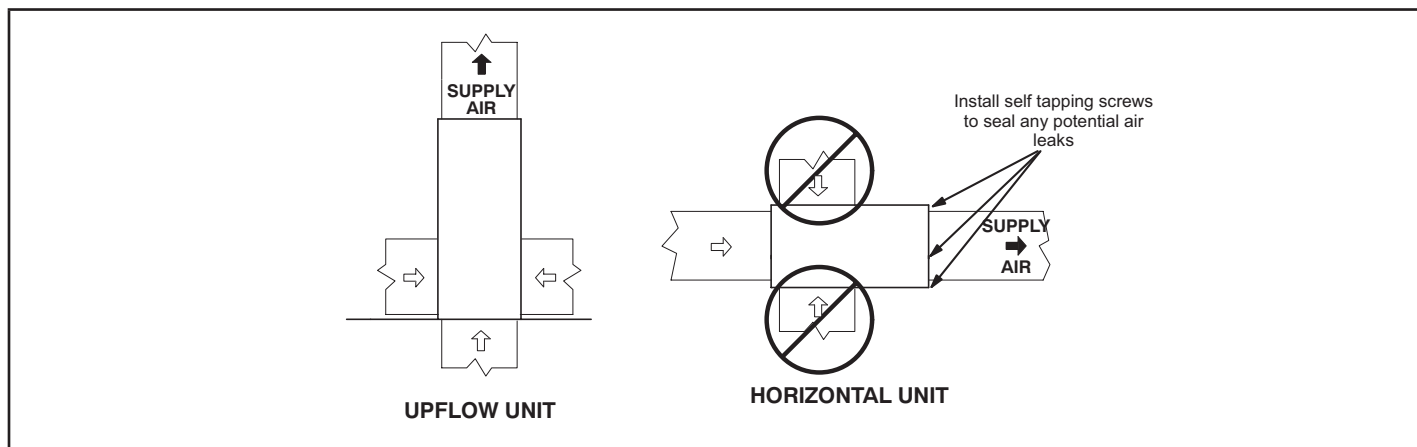 SUPPLY
AIR
UPFLOW UNIT
Install self tapping screws
to seal any potential air
leaks
SUPPLY
AIR
HORIZONTAL UNIT